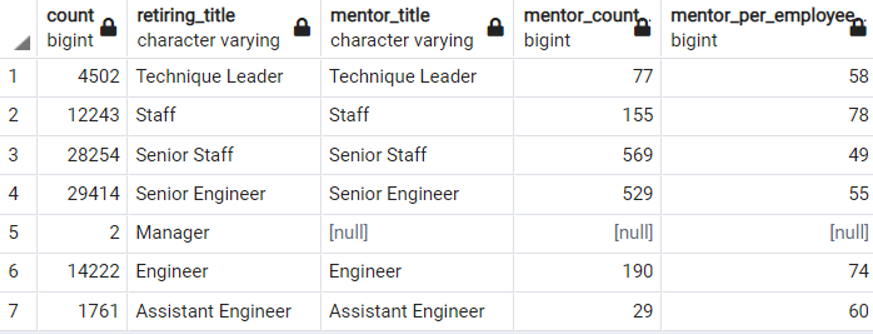 count retiring_title mentor_title mentor_count mentor_per_employee
bigint character varying character varying bigint bigint
1 4502 Technique Leader Technique Leader 77 58
2 12243 Staff Staff 155 78
3 28254 Senior Staff Senior Staff 569 49
4 29414 Senior Engineer Senior Engineer 529 55
5 2 Manager [null] [null] [null]
6 14222 Engineer Engineer 190 74
7 1761 Assistant Engineer Assistant Engineer 29 60